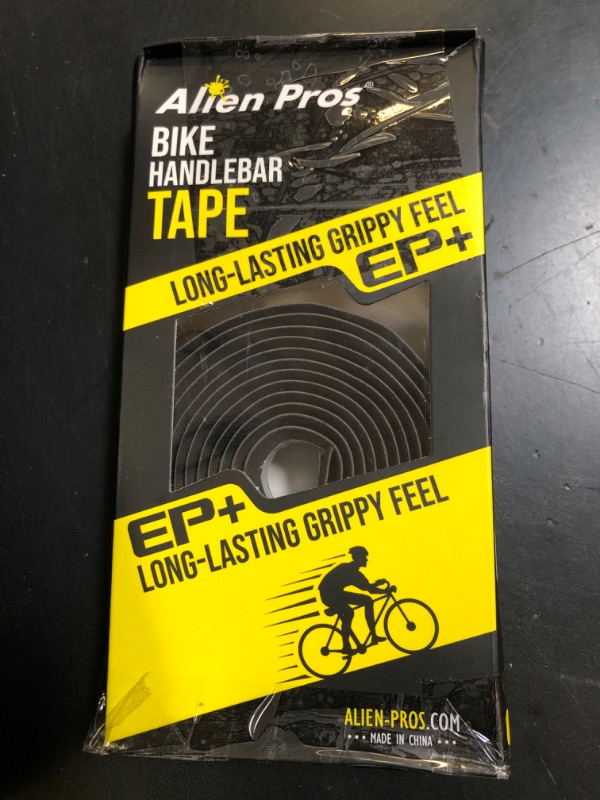 Alien Pros®
BIKE
HANDLEBAR
TAPE
LONG-LASTING GRIPPY FEEL
EP+
EP+
LONG-LASTING GRIPPY FEEL
ALIEN-PROS.COM
••• MADE IN CHINA •••